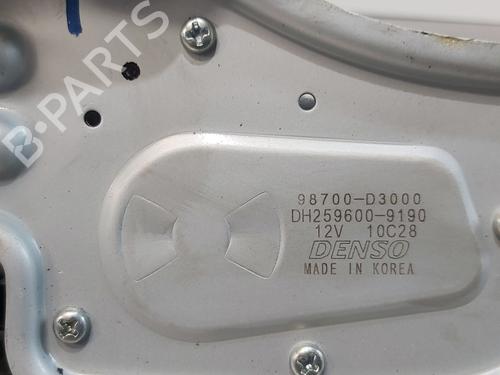 B-PARTS
98700-D3000
DH259600-9190
12V 10C28
DENSO
MADE IN KOREA